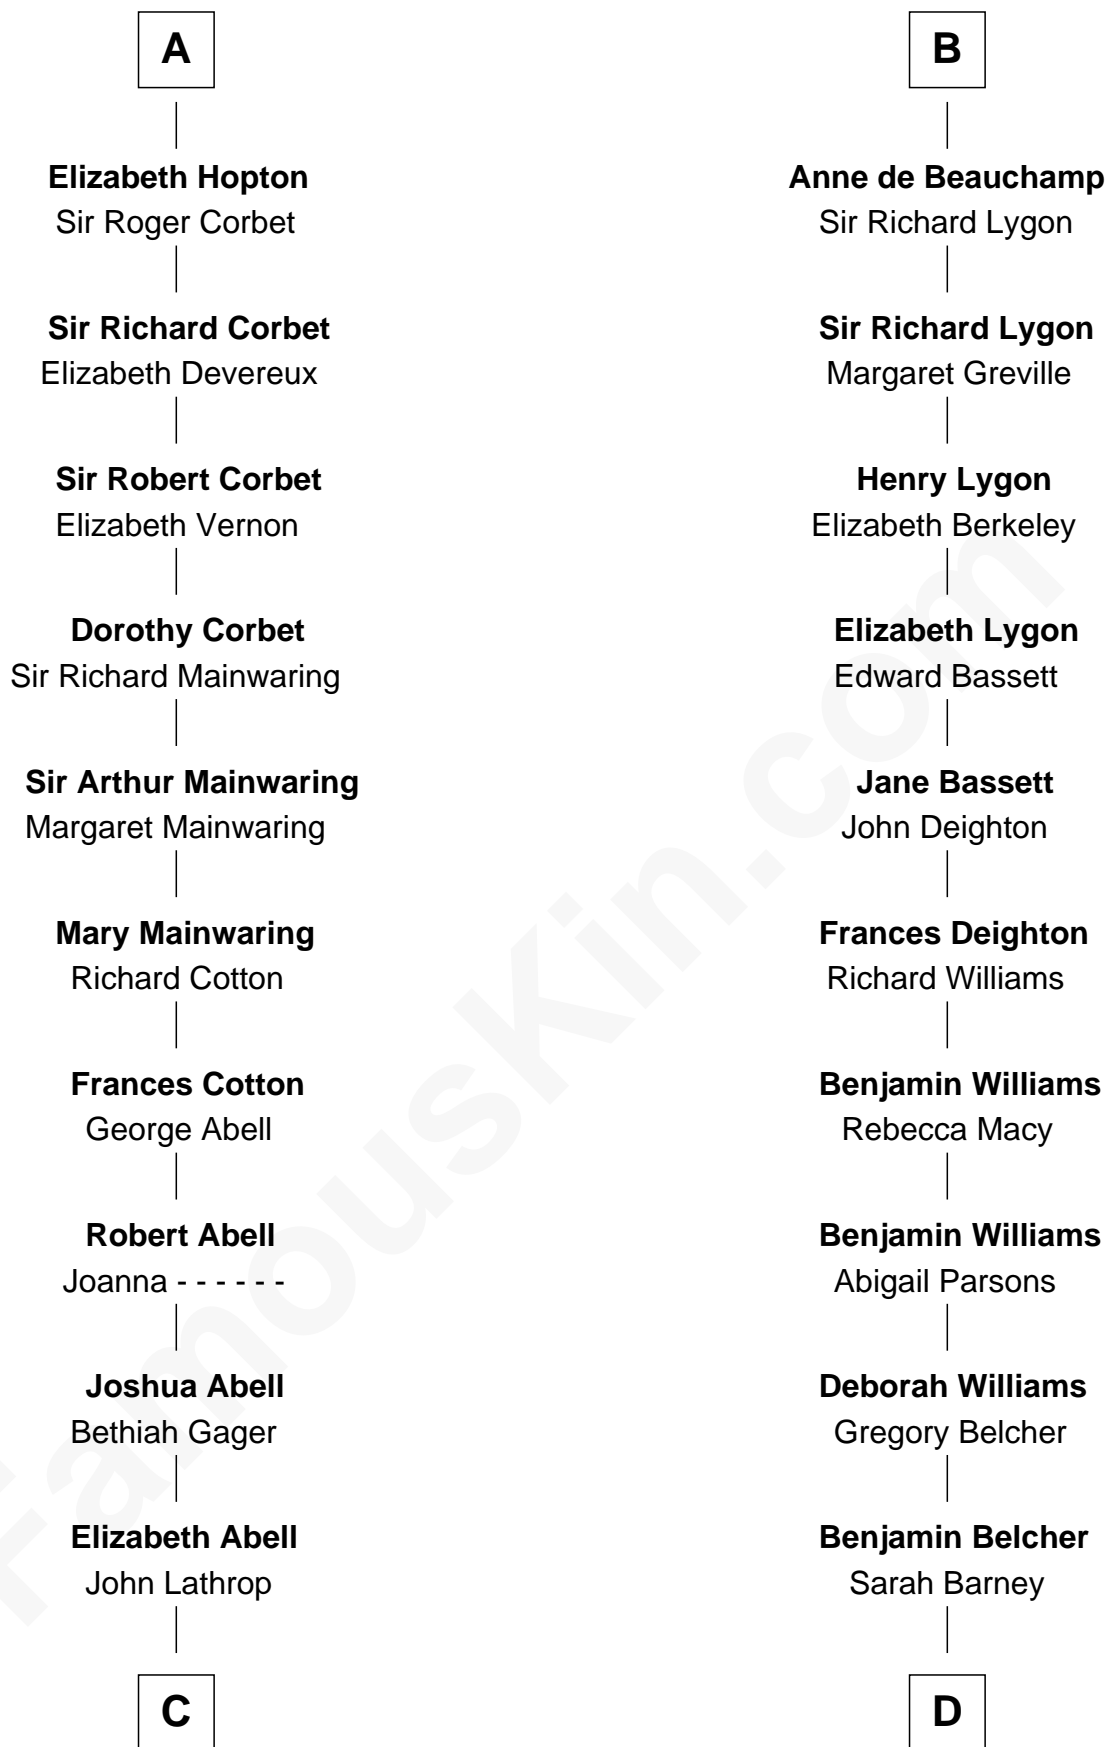 A
Elizabeth Hopton
Sir Roger Corbet
Sir Richard Corbet
Elizabeth Devereux
Sir Robert Corbet
Elizabeth Vernon
Dorothy Corbet
Sir Richard Mainwaring
Sir Arthur Mainwaring
Margaret Mainwaring
Mary Mainwaring
Richard Cotton
Frances Cotton
George Abell
Robert Abell
Joanna - - - - - -
Joshua Abell
Bethiah Gager
Elizabeth Abell
John Lathrop
C
B
Anne de Beauchamp
Sir Richard Lygon
Sir Richard Lygon
Margaret Greville
Henry Lygon
Elizabeth Berkeley
Elizabeth Lygon
Edward Bassett
Jane Bassett
John Deighton
Frances Deighton
Richard Williams
Benjamin Williams
Rebecca Macy
Benjamin Williams
Abigail Parsons
Deborah Williams
Gregory Belcher
Benjamin Belcher
Sarah Barney
D
FamousKin.com